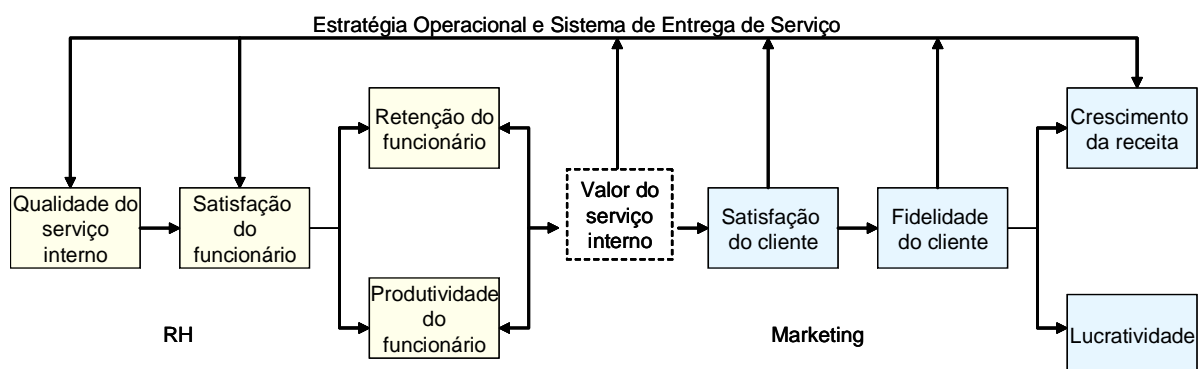 Estratégia Operacional e Sistema de Entrega de Serviço
Retenção do
funcionário
Crescimento
da receita
Qualidade do
serviço
interno
Satisfação
do
funcionário
Valor do
serviço
interno
Satisfação
do cliente
Fidelidade
do cliente
Produtividade
do
funcionário
Lucratividade
RH
Marketing